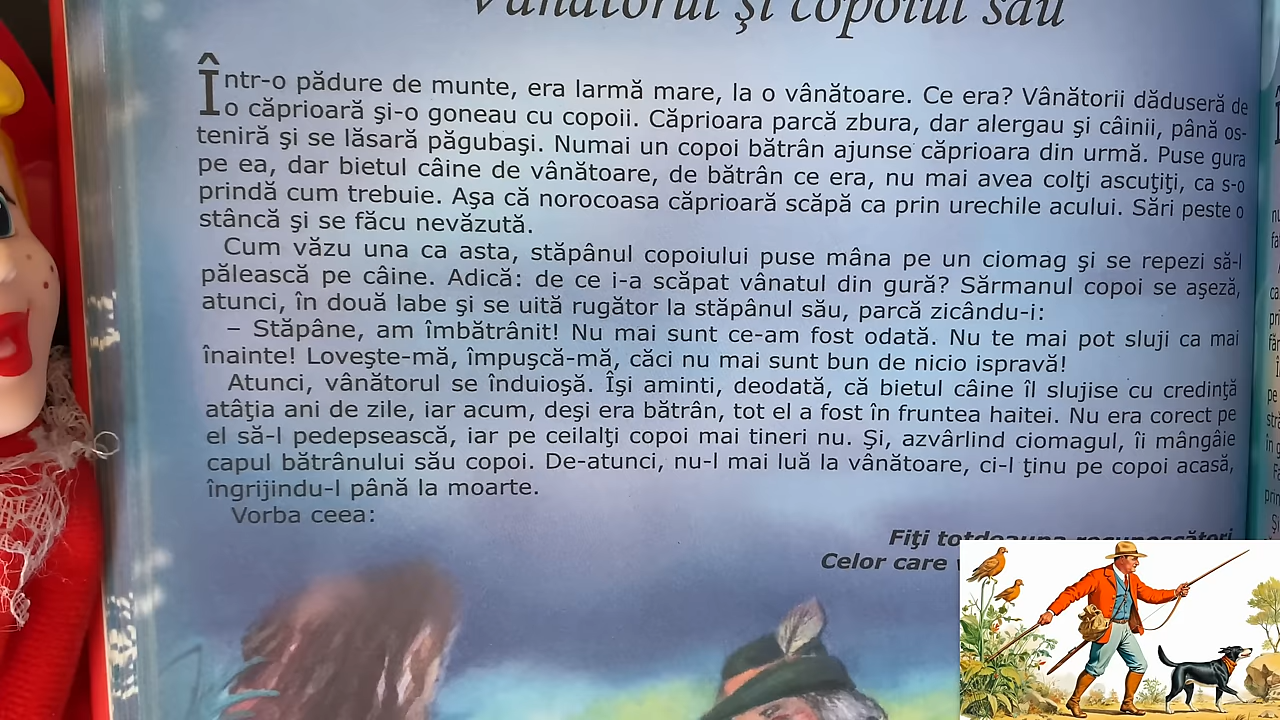 Vânătorul şi copoiul său
Într-o pădure de munte, era larmă mare, la o vânătoare. Ce era? Vânătorii dăduseră de
o căprioară şi-o goneau cu copoii. Căprioara parcă zbura, dar alergau şi câinii, până os-
teniră şi se lăsară păgubaşi. Numai un copoi bătrân ajunse căprioara din urmă. Puse gura
pe ea, dar bietul câine de vânătoare, de bătrân ce era, nu mai avea colţi ascuţiţi, ca s-o
prindă cum trebuie. Aşa că norocoasa căprioară scăpă ca prin urechile acului. Sări peste o
stâncă şi se făcu nevăzută.
Cum văzu una ca asta, stăpânul copoiului puse mâna pe un ciomag şi se repezi să-l
pălească pe câine. Adică: de ce i-a scăpat vânatul din gură? Sărmanul copoi se aşeză,
atunci, în două labe şi se uită rugător la stăpânul său, parcă zicându-i:
– Stăpâne, am îmbătrânit! Nu mai sunt ce-am fost odată. Nu te mai pot sluji ca mai
înainte! Loveşte-mă, împuşcă-mă, căci nu mai sunt bun de nicio ispravă!
Atunci, vânătorul se înduioşă. Îşi aminti, deodată, că bietul câine îl slujise cu credinţă
atâţia ani de zile, iar acum, deşi era bătrân, tot el a fost în fruntea haitei. Nu era corect pe
el să-l pedepsească, iar pe ceilalţi copoi mai tineri nu. Şi, azvârlind ciomagul, îi mângâie
capul bătrânului său copoi. De-atunci, nu-l mai luă la vânătoare, ci-l ţinu pe copoi acasă,
îngrijindu-l până la moarte.
Vorba ceea:
Fiţi totdeauna recunoscători
Celor care